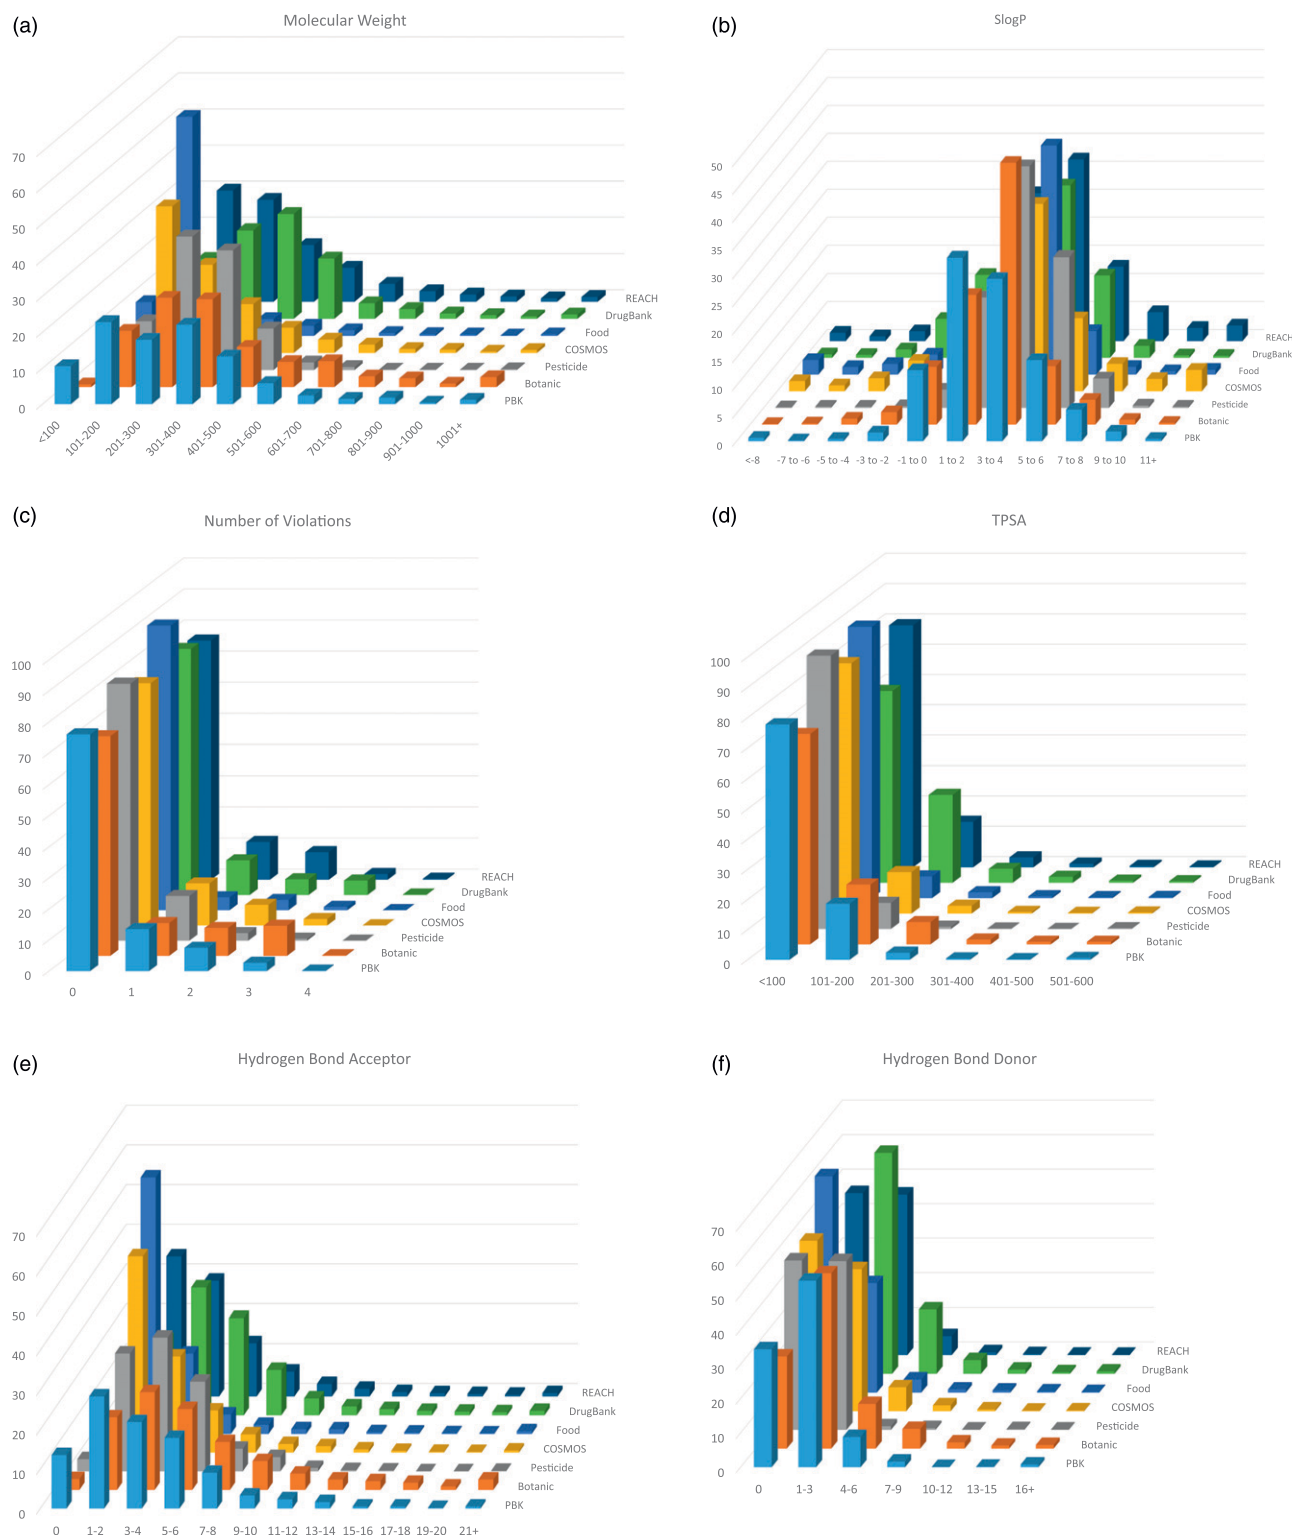 (a)
Molecular Weight
70
60
50
40
30
20
10
0
<100
101-200
201-300
301-400
401-500
501-600
601-700
701-800
801-900
901-1000
1001+
REACH
DrugBank
Food
COSMOS
Pesticide
Botanic
PBK
(b)
SlogP
50
45
40
35
30
25
20
15
10
5
0
<-8
-7 to -6
-5 to -4
-3 to -2
-1 to 0
1 to 2
3 to 4
5 to 6
7 to 8
9 to 10
11+
REACH
DrugBank
Food
COSMOS
Pesticide
Botanic
PBK
(c)
Number of Violations
100
90
80
70
60
50
40
30
20
10
0
0
1
2
3
4
REACH
DrugBank
Food
COSMOS
Pesticide
Botanic
PBK
(d)
TPSA
100
90
80
70
60
50
40
30
20
10
0
<100
101-200
201-300
301-400
401-500
501-600
REACH
DrugBank
Food
COSMOS
Pesticide
Botanic
PBK
(e)
Hydrogen Bond Acceptor
70
60
50
40
30
20
10
0
0
1-2
3-4
5-6
7-8
9-10
11-12
13-14
15-16
17-18
19-20
21+
REACH
DrugBank
Food
COSMOS
Pesticide
Botanic
PBK
(f)
Hydrogen Bond Donor
70
60
50
40
30
20
10
0
0
1-3
4-6
7-9
10-12
13-15
16+
REACH
DrugBank
Food
COSMOS
Pesticide
Botanic
PBK